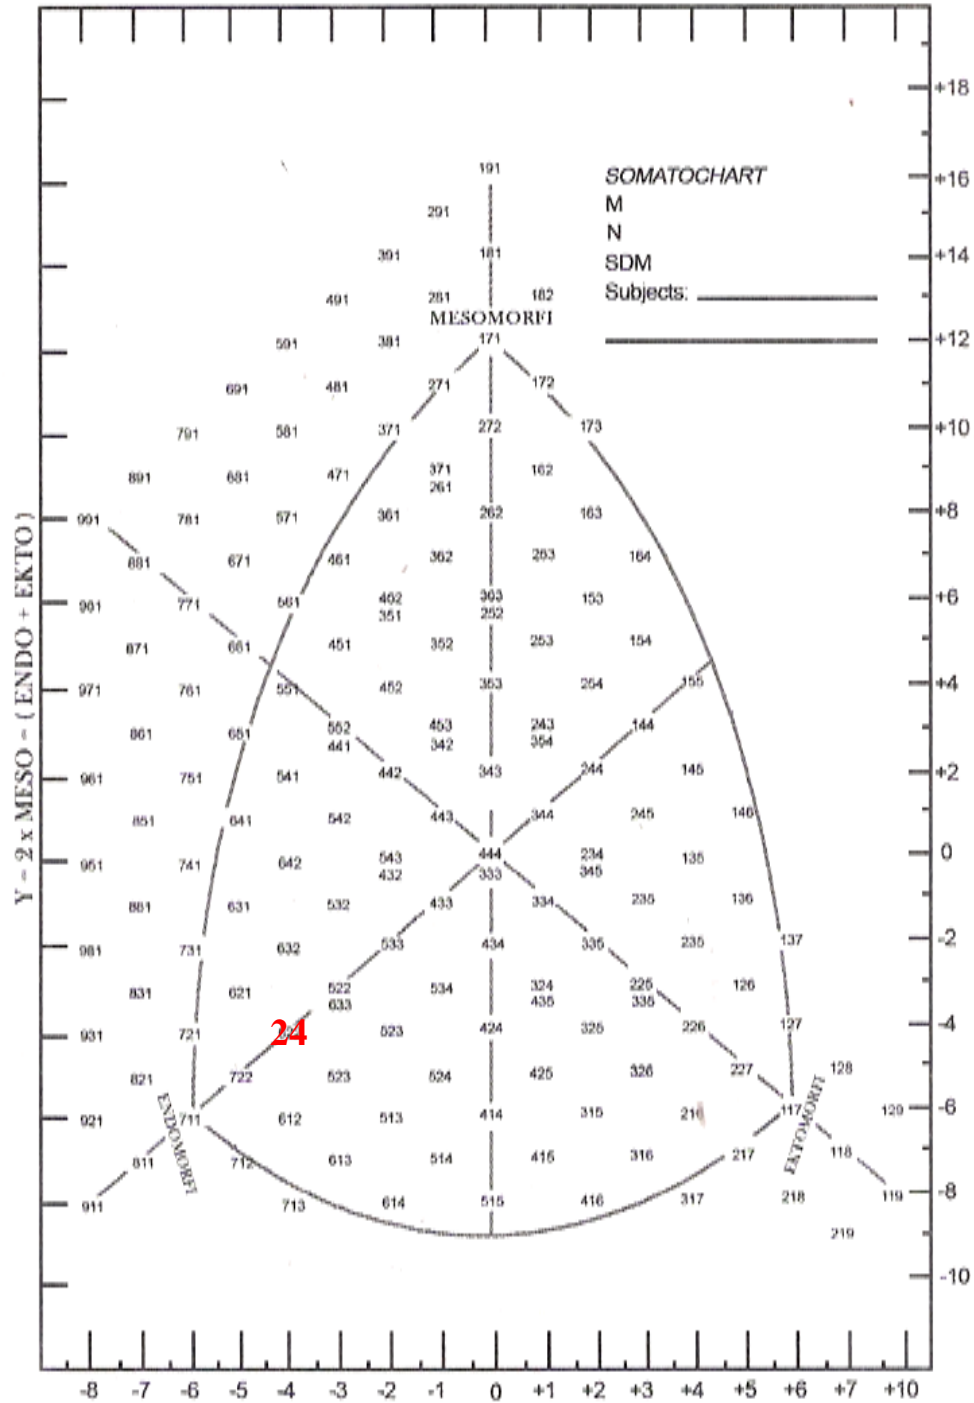 +18
191
SOMATOCHART
+16
M
291
N
391 181 +14
SDM
491 281 182 Subjects:
MESOMORFI
591 381 171 +12
691 481 271 172
791 581 371 272 173 +10
891 681 471 371 162
261
991 781 571 361 262 163 +8
881 671 461 362 263 164
981 771 561 462 363 153 +6
351 252
871 661 451 352 253 154
971 761 551 452 353 254 155 +4
861 651 552 453 243 144
441 342 354
961 751 541 442 343 244 145 +2
851 641 542 443 344 245 146
951 741 642 543 444 234 135 0
432 333 345
861 631 532 433 334 235 136
981 731 632 533 434 335 235 137 -2
831 621 522 534 324 225 126
633 435 335
931 721 24 523 424 325 226 127 -4
821 722 523 524 425 326 227 128
921 711 612 513 414 315 216 117 129 -6
811 712 613 514 415 316 217 118
911 713 614 515 416 317 218 119 -8
219
-10
ENDOMORFI
EKTOMORFI
Y - 2 x MESO - ( ENDO + EKTO )
-8 -7 -6 -5 -4 -3 -2 -1 0 +1 +2 +3 +4 +5 +6 +7 +10